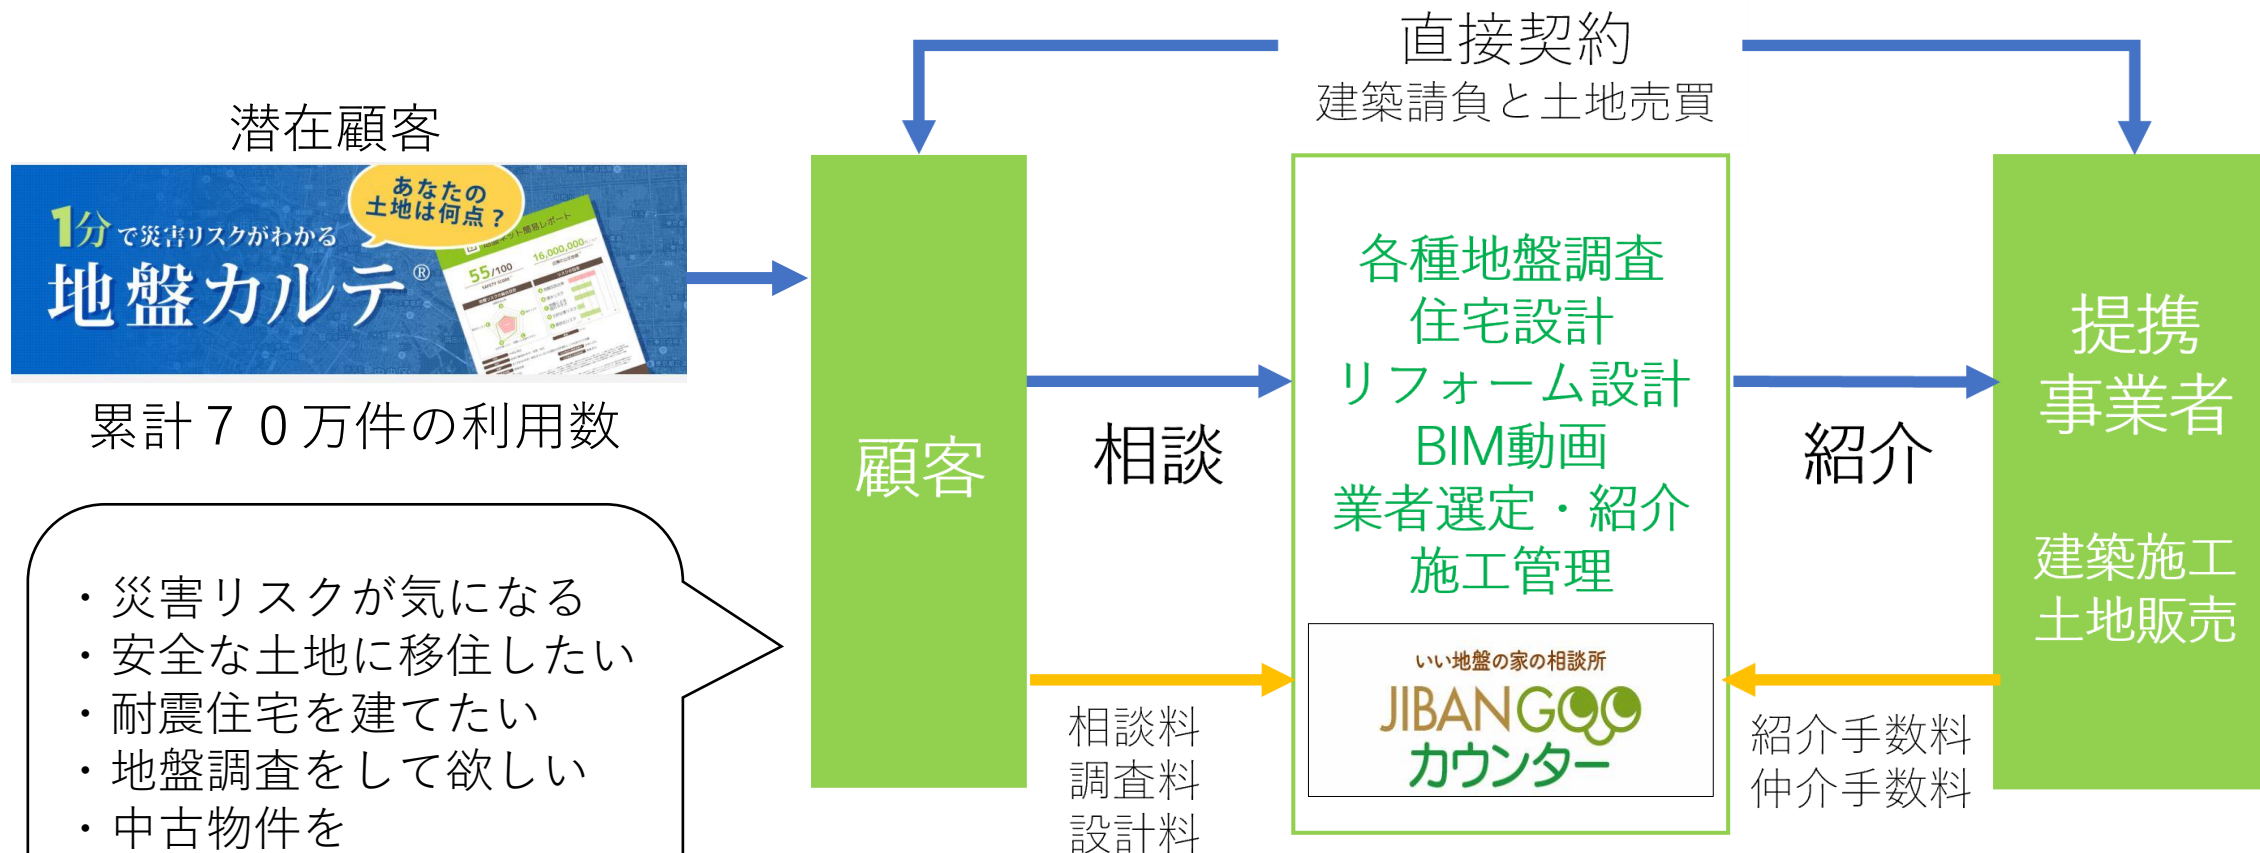 直接契約
建築請負と土地売買
潜在顧客
あなたの
土地は何点？
1分で災害リスクがわかる
地盤カルテ®
55/100
16,000,000
累計７０万件の利用数
・災害リスクが気になる
・安全な土地に移住したい
・耐震住宅を建てたい
・地盤調査をして欲しい
・中古物件を
顧客
相談
相談料
調査料
設計料
各種地盤調査
住宅設計
リフォーム設計
BIM動画
業者選定・紹介
施工管理
いい地盤の家の相談所
JIBANGOO
カウンター
紹介
紹介手数料
仲介手数料
提携
事業者
建築施工
土地販売